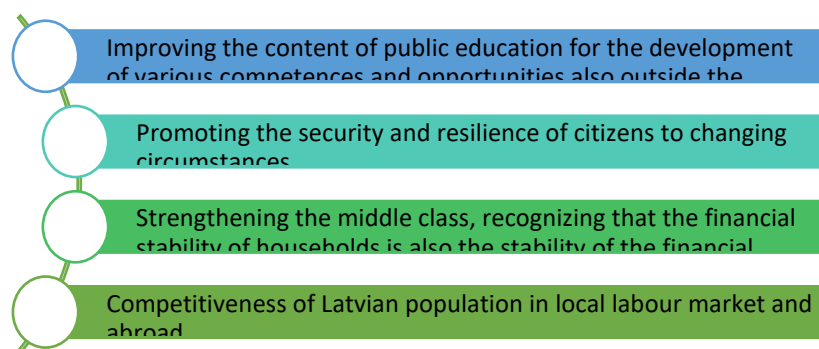 Improving the content of public education for the development
of various competences and opportunities also outside the
Promoting the security and resilience of citizens to changing
circumstances
Strengthening the middle class, recognizing that the financial
stability of households is also the stability of the financial
Competitiveness of Latvian population in local labour market and
abroad